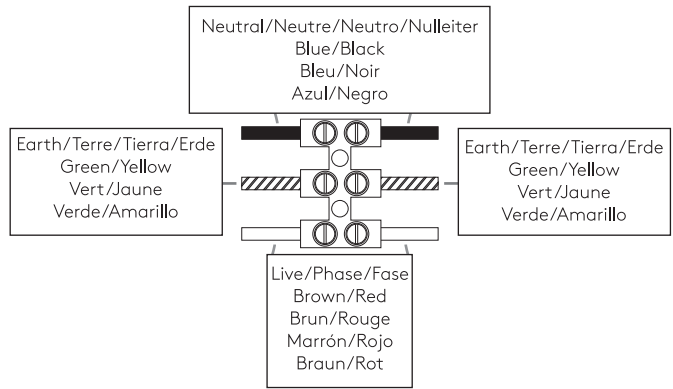 Neutral/Neutre/Neutro/Nulleiter
Blue/Black
Bleu/Noir
Azul/Negro
Earth/Terre/Tierra/Erde
Green/Yellow
Vert/Jaune
Verde/Amarillo
Earth/Terre/Tierra/Erde
Green/Yellow
Vert/Jaune
Verde/Amarillo
Live/Phase/Fase
Brown/Red
Brun/Rouge
Marrón/Rojo
Braun/Rot